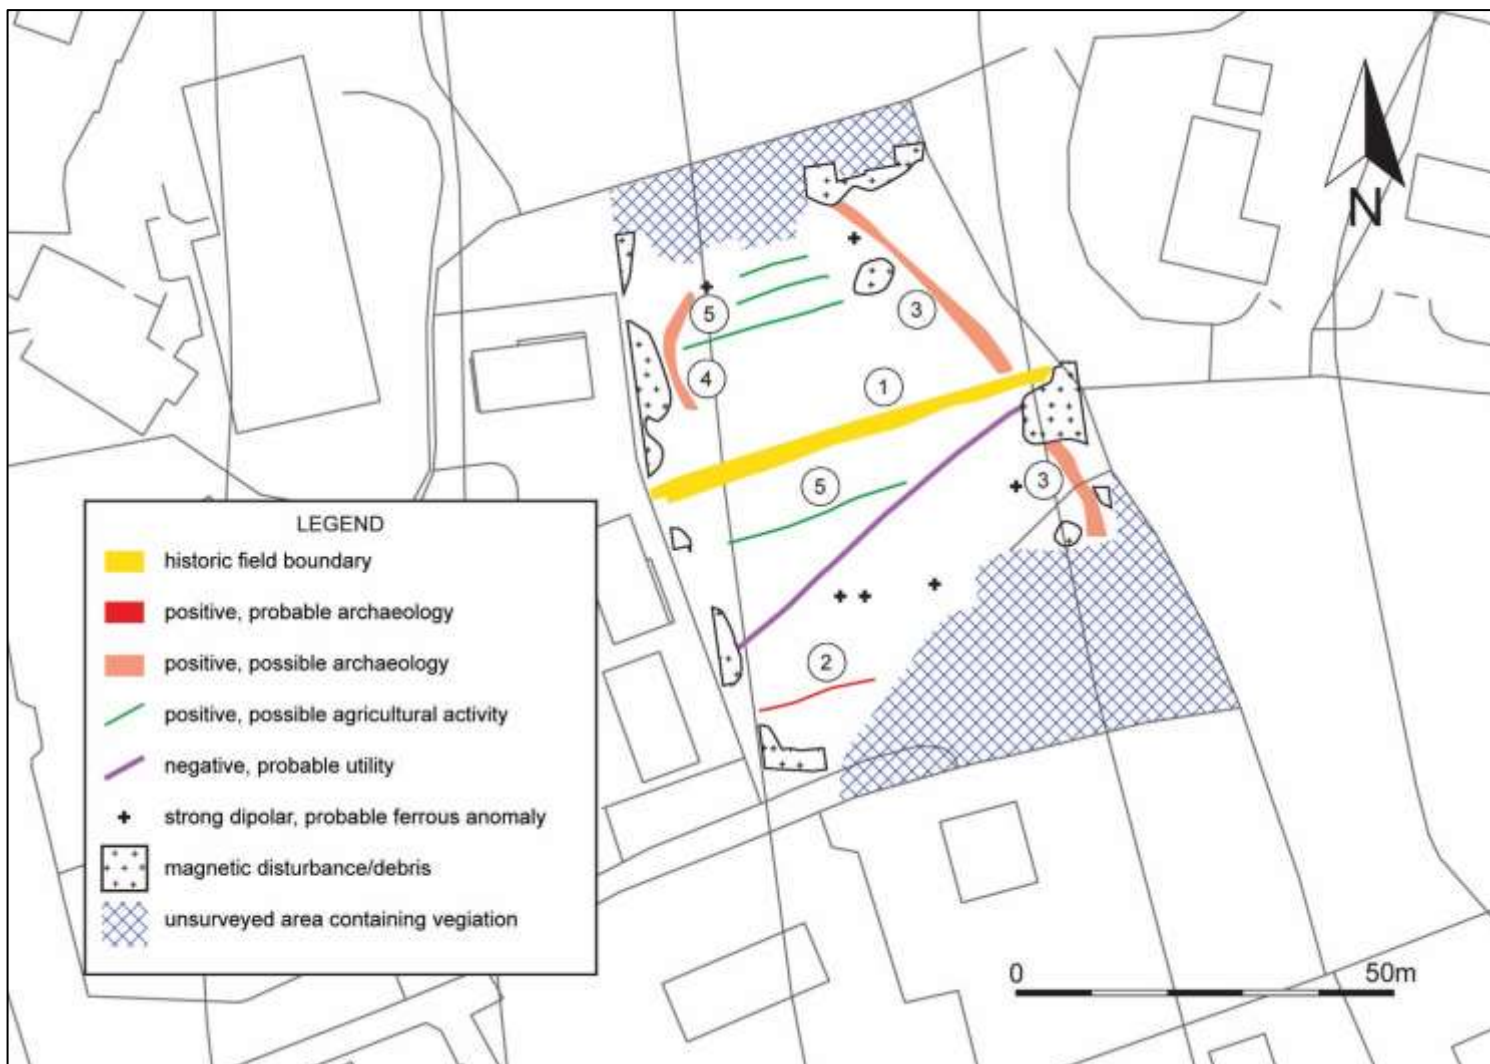 N
5
3
4
1
5
3
2
LEGEND
historic field boundary
positive, probable archaeology
positive, possible archaeology
positive, possible agricultural activity
negative, probable utility
strong dipolar, probable ferrous anomaly
magnetic disturbance/debris
unsurveyed area containing vegiation
0 50m